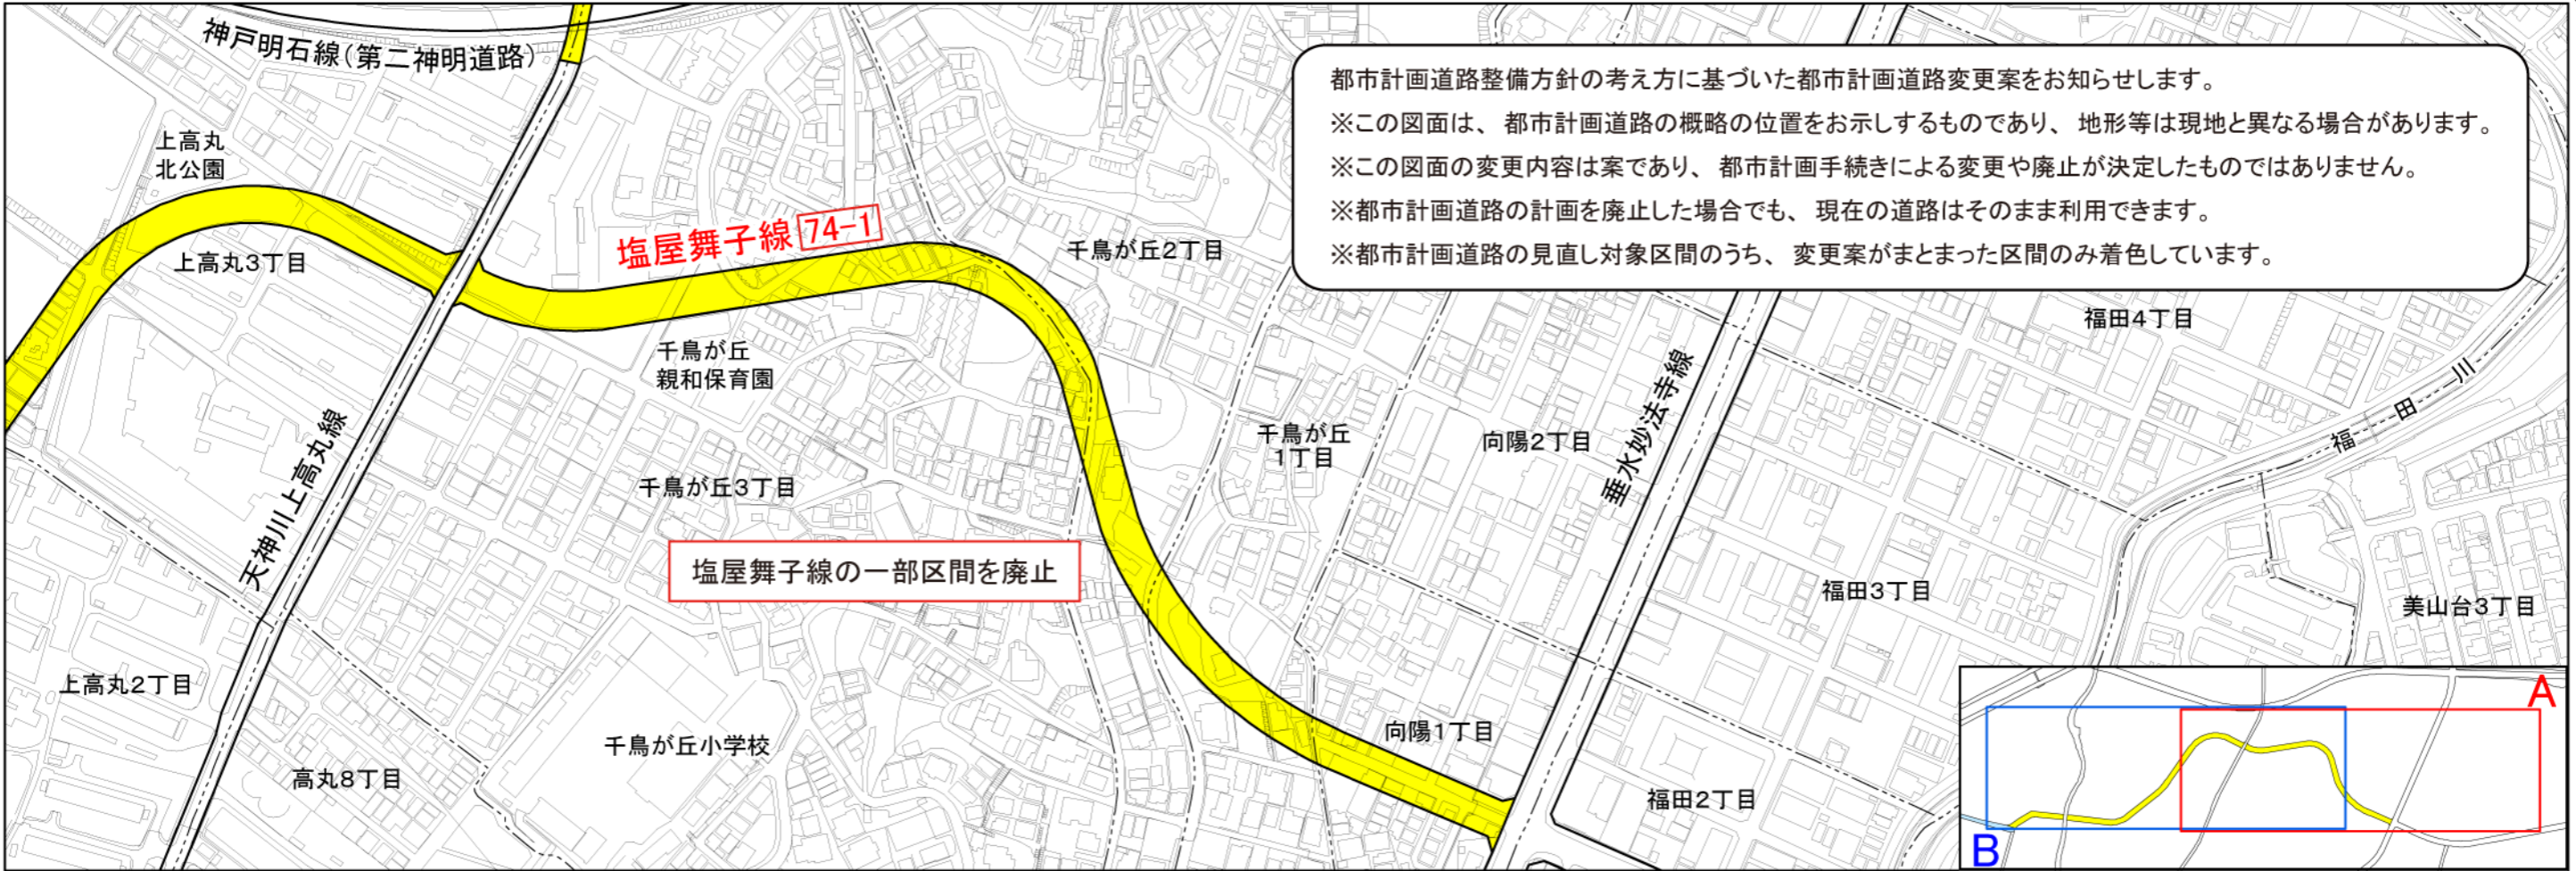 神戸明石線(第二神明道路)
都市計画道路整備方針の考え方に基づいた都市計画道路変更案をお知らせします。
※この図面は、都市計画道路の概略の位置をお示しするものであり、地形等は現地と異なる場合があります。
※この図面の変更内容は案であり、都市計画手続きによる変更や廃止が決定したものではありません。
※都市計画道路の計画を廃止した場合でも、現在の道路はそのまま利用できます。
※都市計画道路の見直し対象区間のうち、変更案がまとまった区間のみ着色しています。
上高丸
北公園
塩屋舞子線 74-1
上高丸3丁目
千鳥が丘2丁目
福田4丁目
千鳥が丘
親和保育園
垂水妙法寺線
福田川
千鳥が丘
1丁目
向陽2丁目
天神川上高丸線
千鳥が丘3丁目
塩屋舞子線の一部区間を廃止
福田3丁目
美山台3丁目
上高丸2丁目
千鳥が丘小学校
向陽1丁目
高丸8丁目
福田2丁目
A
B